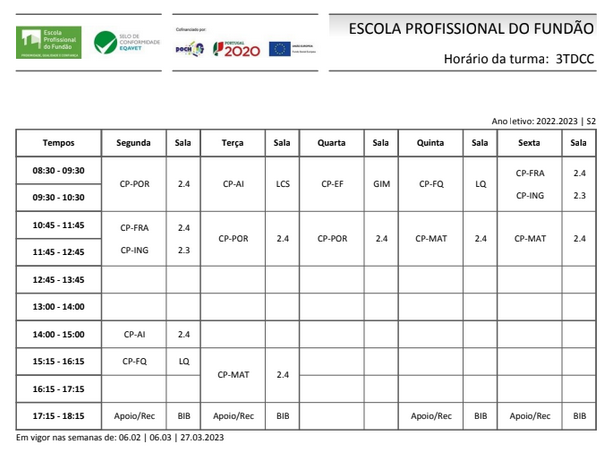 Escola
Profissional
do Fundão
SELO DE
CONFORMIDADE
EQAVET
Cofinanciado por:
POCH
PORTUGAL
2020
UNIÃO EUROPEIA
Fundo Social Europeu
ESCOLA PROFISSIONAL DO FUNDÃO
Horário da turma: 3TDCC
Ano letivo: 2022.2023 | S2
Tempos Segunda Sala Terça Sala Quarta Sala Quinta Sala Sexta Sala
08:30 - 09:30 CP-FRA 2.4
CP-POR 2.4 CP-AI LCS CP-EF GIM CP-FQ LQ
09:30 - 10:30 CP-ING 2.3
10:45 - 11:45 CP-FRA 2.4
CP-POR 2.4 CP-POR 2.4 CP-MAT 2.4 CP-MAT 2.4
11:45 - 12:45 CP-ING 2.3
12:45 - 13:45
13:00 - 14:00
14:00 - 15:00 CP-AI 2.4
15:15 - 16:15 CP-FQ LQ
CP-MAT 2.4
16:15 - 17:15
17:15 - 18:15 Apoio/Rec BIB Apoio/Rec BIB Apoio/Rec BIB Apoio/Rec BIB
Em vigor nas semanas de: 06.02 | 06.03 | 27.03.2023